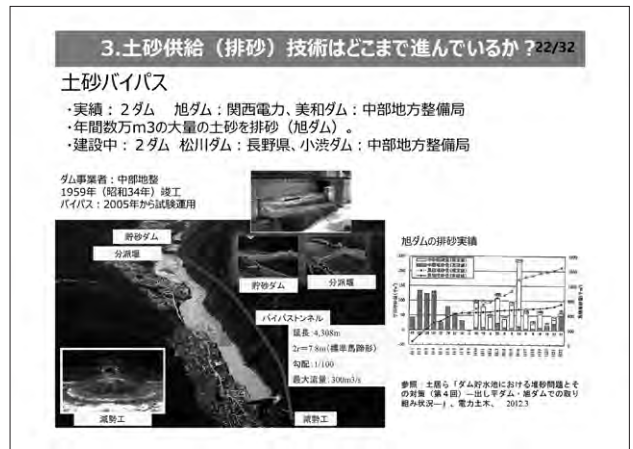 3.土砂供給（排砂）技術はどこまで進んでいるか？22/32
土砂バイパス
・実績：２ダム　旭ダム：関西電力、美和ダム：中部地方整備局
・年間数万m3の大量の土砂を排砂（旭ダム）。
・建設中：２ダム 松川ダム：長野県、小渋ダム：中部地方整備局
ダム事業者：中部地整
1959年（昭和34年）竣工
バイパス：2005年から試験運用
貯砂ダム
分派堰
貯砂ダム
分派堰
バイパストンネル
延長：4,308m
2r＝7.8m（標準馬蹄形）
勾配：1/100
最大流量：300m3/s
減勢工
減勢工
旭ダムの排砂実績
参照：土居ら「ダム貯水池における堆砂問題とそ
の対策（第４回）―出し平ダム・旭ダムでの取り
組み状況―」、電力土木、　2012.3